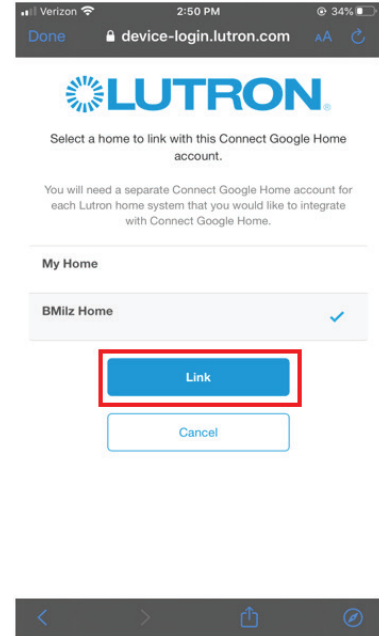 Verizon 2:50 PM 34%
Done device-login.lutron.com AA
LUTRON®
Select a home to link with this Connect Google Home
account.
You will need a separate Connect Google Home account for
each Lutron home system that you would like to integrate
with Connect Google Home.
My Home
BMilz Home
Link
Cancel